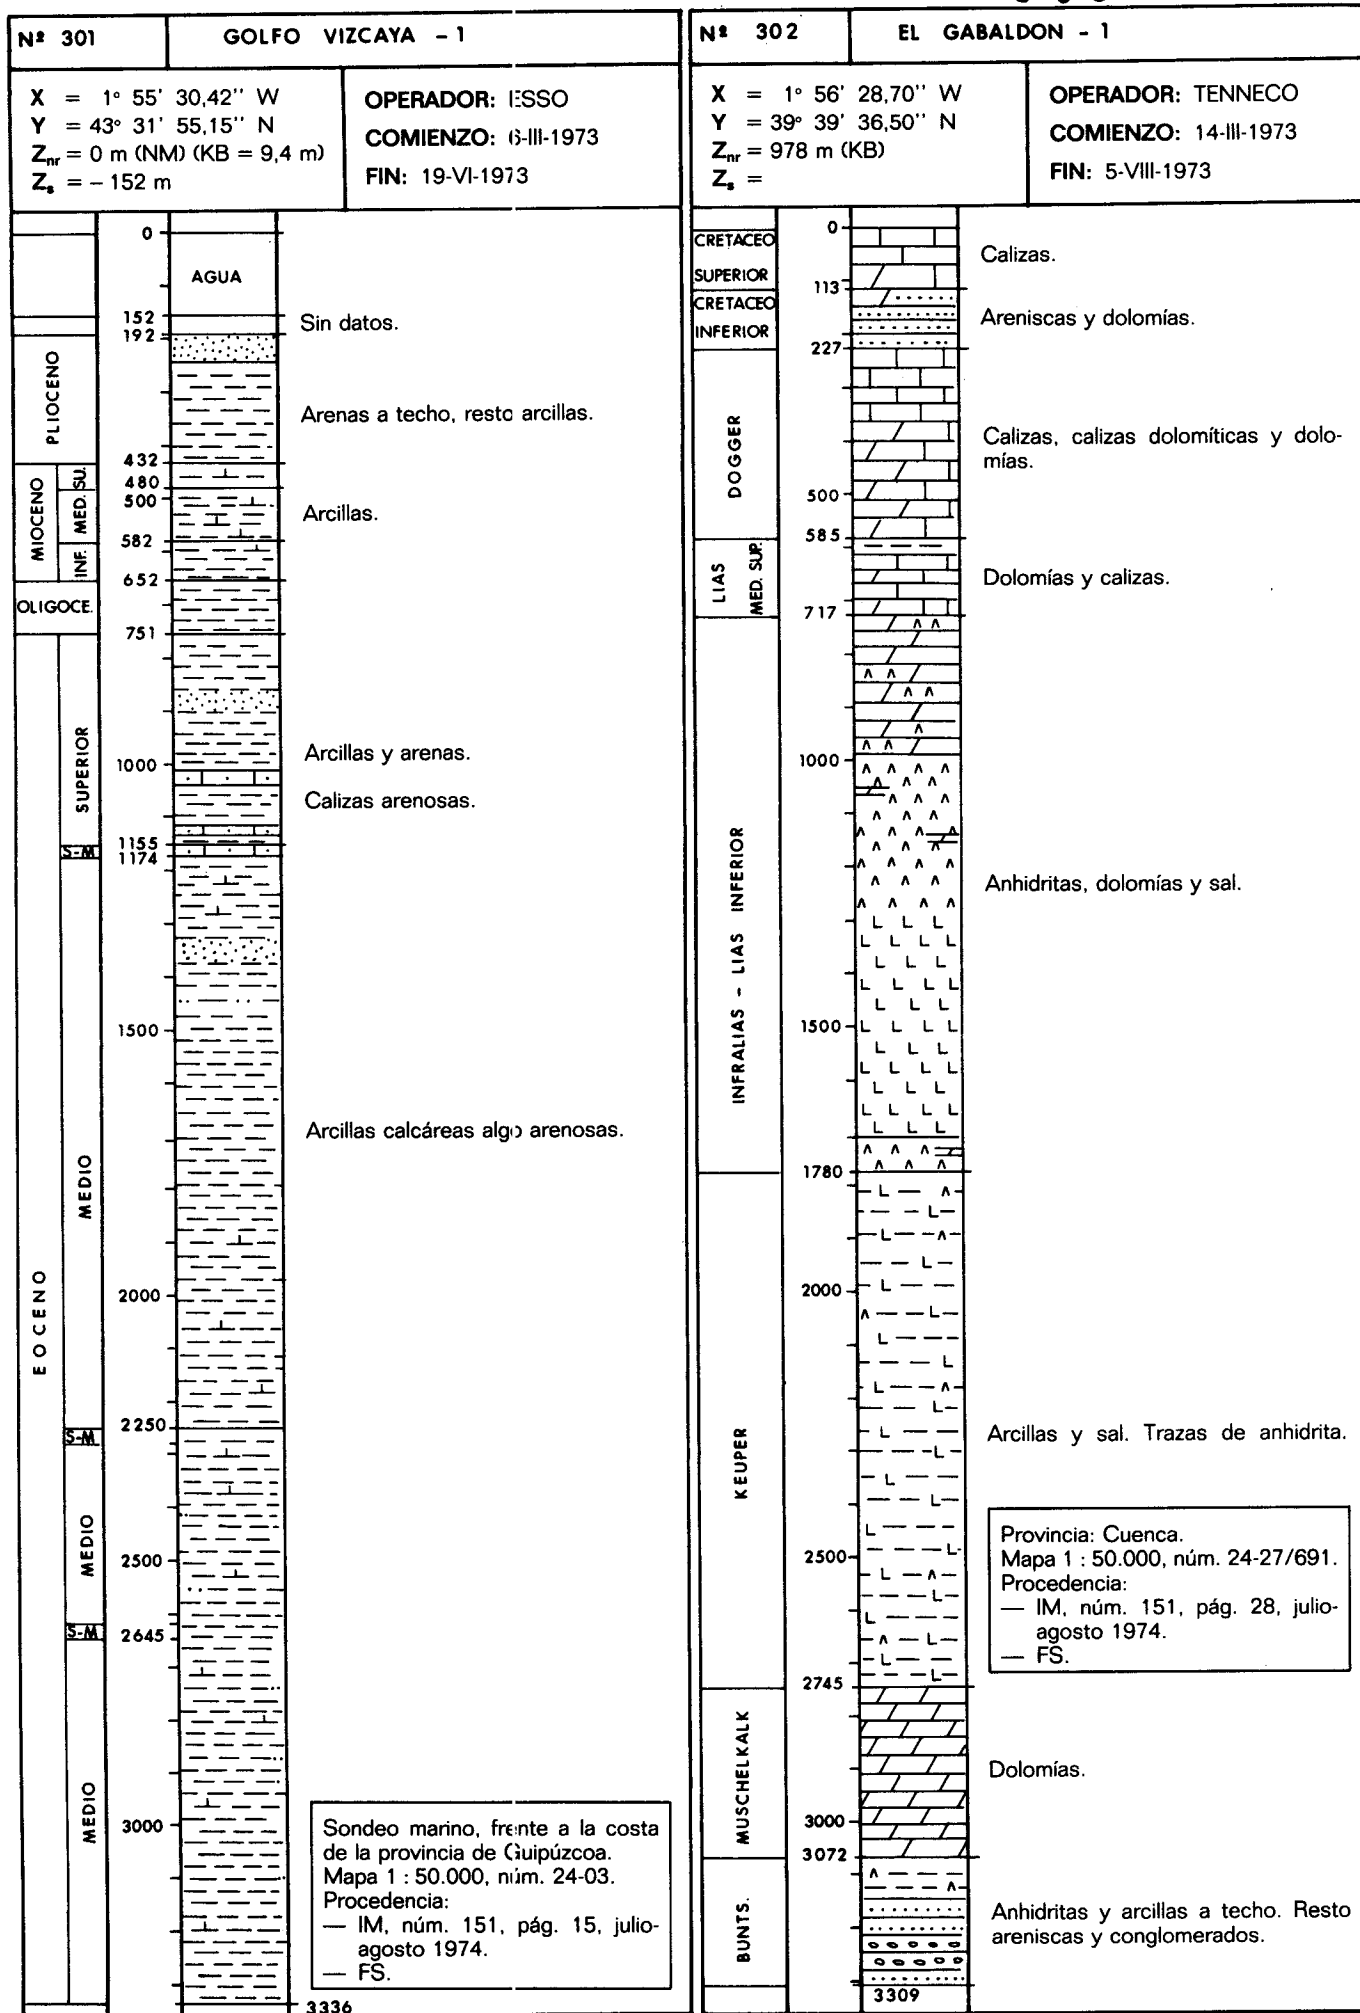 Nº 301
GOLFO VIZCAYA - 1
X = 1° 55' 30,42'' W
Y = 43° 31' 55,15'' N
Znr = 0 m (NM) (KB = 9,4 m)
Zs = – 152 m
OPERADOR: ESSO
COMIENZO: 6-III-1973
FIN: 19-VI-1973
0
AGUA
152
Sin datos.
192
PLIOCENO
Arenas a techo, resto arcillas.
432
MIOCENO
SU.
480
500
MED.
Arcillas.
582
INF.
652
OLIGOCE.
751
EOCENO
SUPERIOR
Arcillas y arenas.
1000
Calizas arenosas.
1155
S-M
1174
1500
Arcillas calcáreas algo arenosas.
MEDIO
2000
2250
S-M
MEDIO
2500
S-M
2645
MEDIO
3000
3336
Sondeo marino, frente a la costa
de la provincia de Guipúzcoa.
Mapa 1 : 50.000, núm. 24-03.
Procedencia:
— IM, núm. 151, pág. 15, julio-
agosto 1974.
— FS.
Nº 302
EL GABALDON - 1
X = 1° 56' 28,70'' W
Y = 39° 39' 36,50'' N
Znr = 978 m (KB)
Zs =
OPERADOR: TENNECO
COMIENZO: 14-III-1973
FIN: 5-VIII-1973
0
CRETACEO
SUPERIOR
Calizas.
113
CRETACEO
INFERIOR
Areniscas y dolomías.
227
DOGGER
Calizas, calizas dolomíticas y dolo-
mías.
500
585
LIAS
MED. SUP.
Dolomías y calizas.
717
INFRALIAS - LIAS INFERIOR
1000
Anhidritas, dolomías y sal.
1500
1780
KEUPER
2000
Arcillas y sal. Trazas de anhidrita.
Provincia: Cuenca.
Mapa 1 : 50.000, núm. 24-27/691.
Procedencia:
— IM, núm. 151, pág. 28, julio-
agosto 1974.
— FS.
2500
2745
MUSCHELKALK
Dolomías.
3000
3072
BUNTS.
Anhidritas y arcillas a techo. Resto
areniscas y conglomerados.
3309